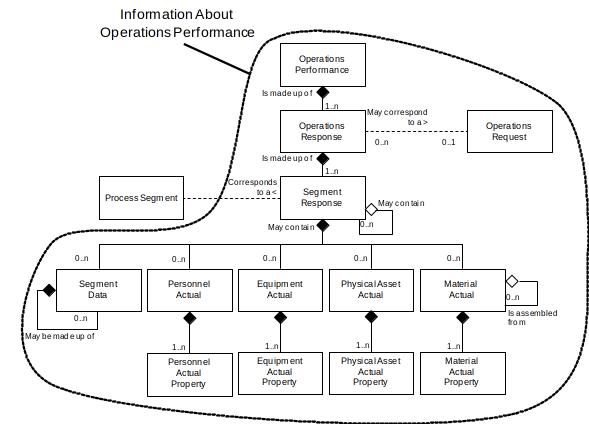 Information About
Operations Performance
Operations
Performance
Is made up of
1..n
Operations
Response
May correspond
to a >
0..n
0..1
Operations
Request
Is made up of
1..n
Process Segment
Corresponds
to a <
Segment
Response
May contain
0..n
May contain
0..n
0..n
0..n
0..n
0..n
Segment
Data
Personnel
Actual
Equipment
Actual
Physical Asset
Actual
Material
Actual
0..n
Is assembled
from
0..n
May be made up of
1..n
1..n
1..n
1..n
Personnel
Actual
Property
Equipment
Actual
Property
Physical Asset
Actual
Property
Material
Actual
Property